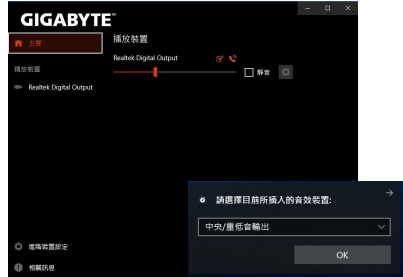 GIGABYTE™
主要
播放裝置
Realtek Digital Output
靜音
播放裝置
Realtek Digital Output
進階裝置設定
相關訊息
請選擇目前所插入的音效裝置:
中央/重低音輸出
OK